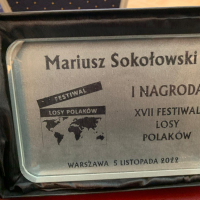 Mariusz Sokołowski
I NAGRODA
FESTIWAL
LOSY POLAKÓW
XVII FESTIWAL
LOSY
POLAKÓW
WARSZAWA 5 LISTOPADA 2022